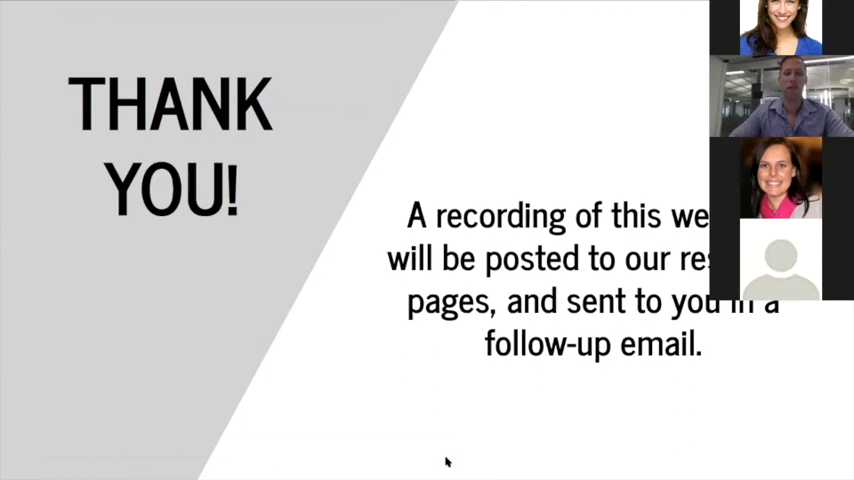 THANK
YOU!
A recording of this we
will be posted to our res
pages, and sent to you in a
follow-up email.